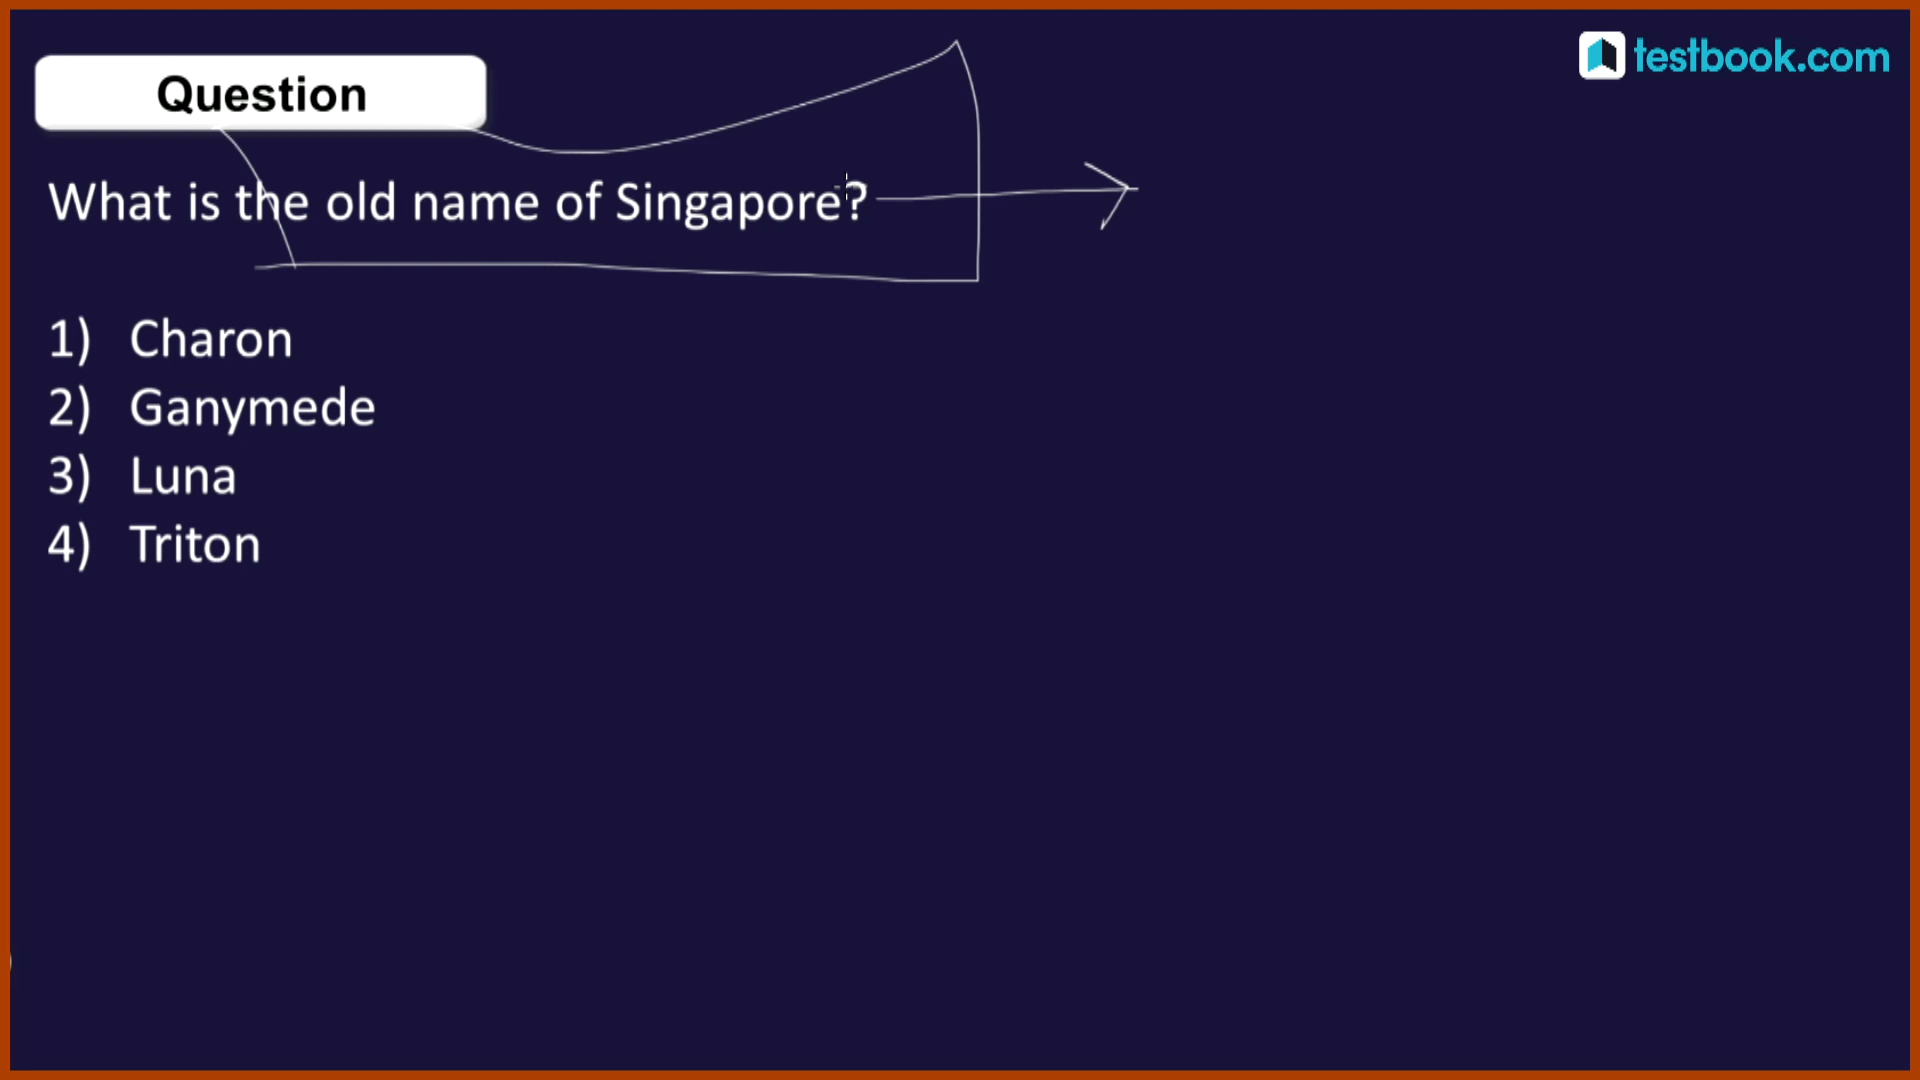 testbook.com
Question
What is the old name of Singapore?
1) Charon
2) Ganymede
3) Luna
4) Triton